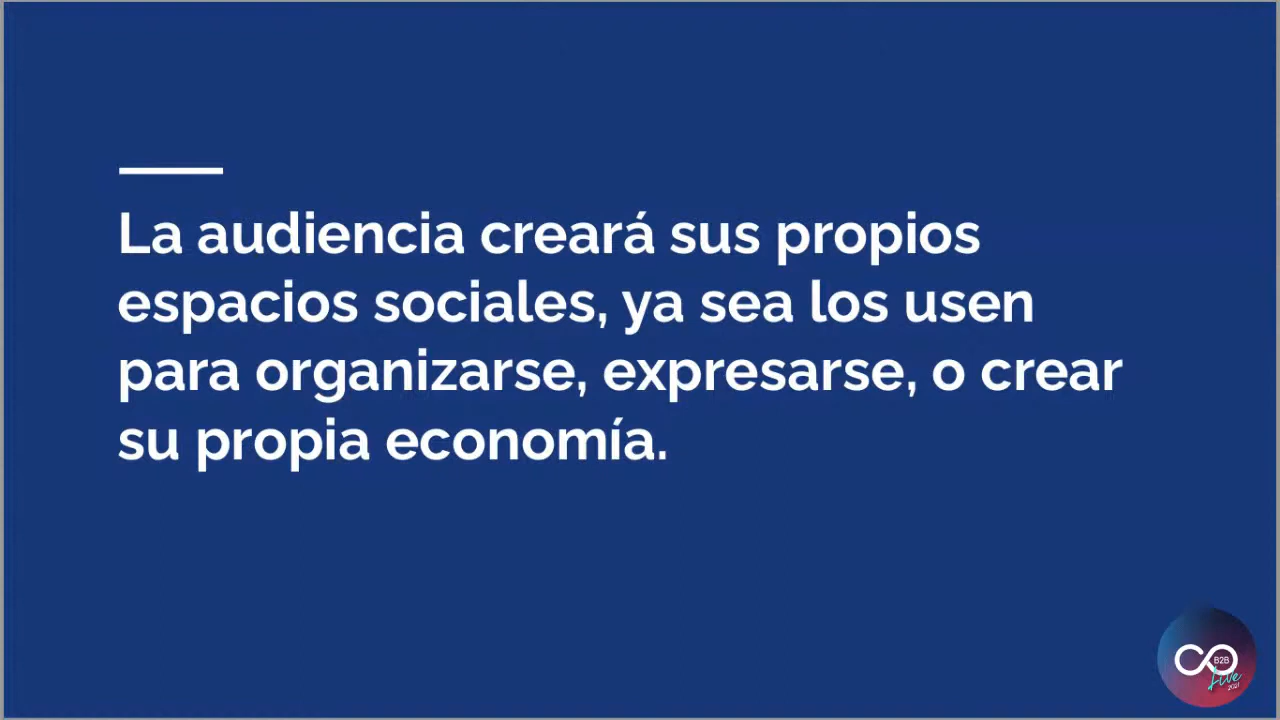 La audiencia creará sus propios
espacios sociales, ya sea los usen
para organizarse, expresarse, o crear
su propia economía.
B2B
Live
2021